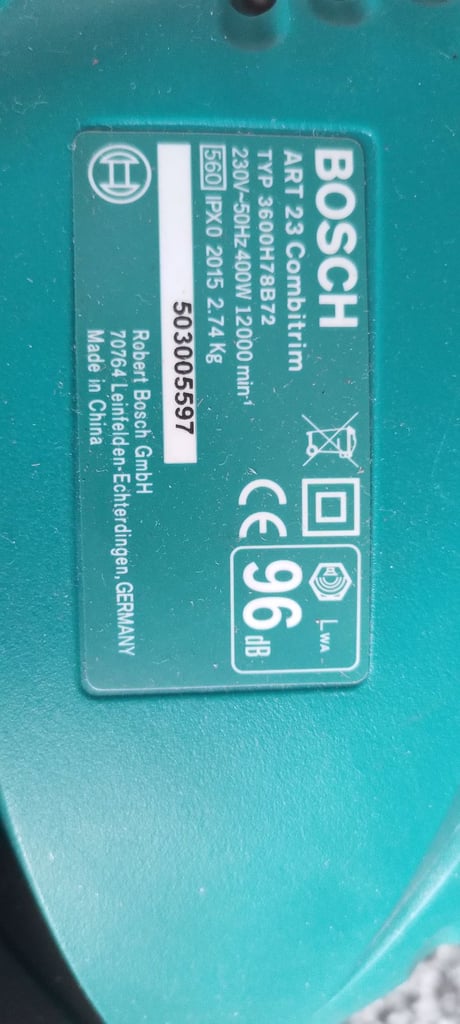 BOSCH
ART 23 Combitrim
TYP 3600H78B72
230V~50Hz 400W 12000 min-1
560 IPX0 2015 2.74 Kg
503005597
Robert Bosch GmbH
70764 Leinfelden-Echterdingen, GERMANY
Made in China
CE
LWA
96 dB